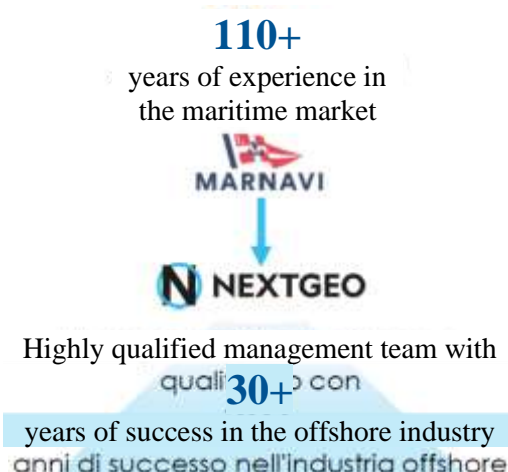 110+
years of experience in
the maritime market
MARNAVI
NEXTGEO
Highly qualified management team with
con
30+
years of success in the offshore industry
anni di successo nell'industria offshore